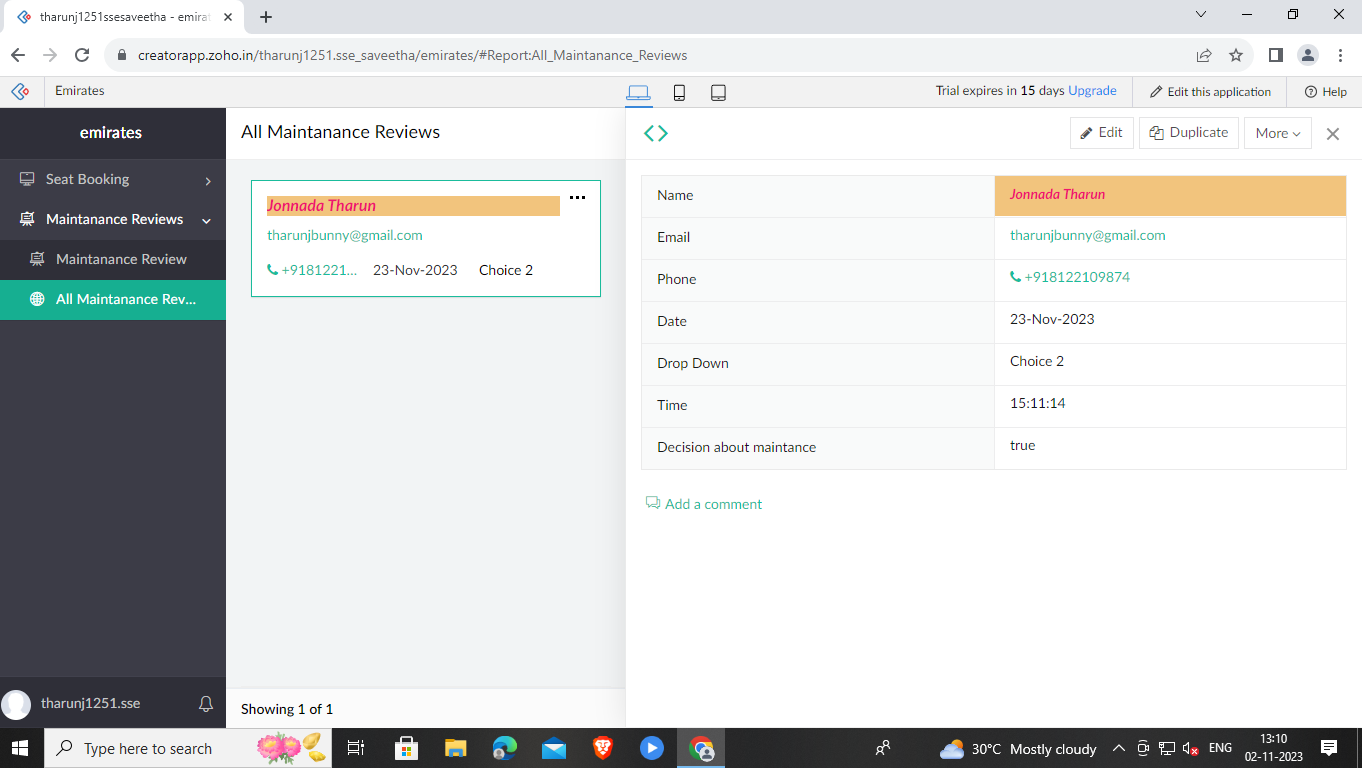 tharunj1251ssesaveetha - emirat
creatorapp.zoho.in/tharunj1251.sse_saveetha/emirates/#Report:All_Maintanance_Reviews
Emirates
Trial expires in 15 days Upgrade
Edit this application
Help
emirates
Seat Booking
Maintanance Reviews
Maintanance Review
All Maintanance Rev...
tharunj1251.sse
All Maintanance Reviews
Jonnada Tharun
tharunjbunny@gmail.com
+9181221... 23-Nov-2023 Choice 2
Showing 1 of 1
Edit
Duplicate
More
Name Jonnada Tharun
Email tharunjbunny@gmail.com
Phone +918122109874
Date 23-Nov-2023
Drop Down Choice 2
Time 15:11:14
Decision about maintance true
Add a comment
Type here to search
30°C Mostly cloudy
ENG
13:10
02-11-2023